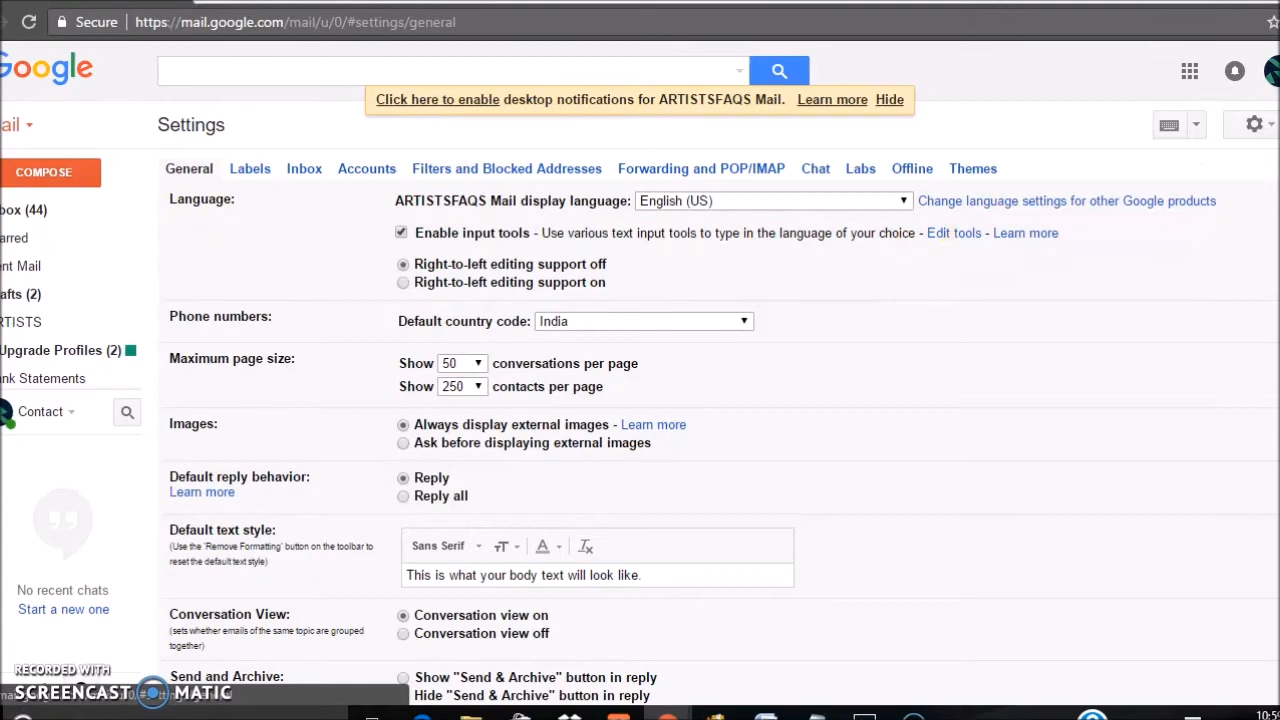 Secure https://mail.google.com/mail/u/0/#settings/general
Google
Click here to enable desktop notifications for ARTISTSFAQS Mail. Learn more Hide
ail Settings
General Labels Inbox Accounts Filters and Blocked Addresses Forwarding and POP/IMAP Chat Labs Offline Themes
COMPOSE
box (44)
arred
ent Mail
afts (2)
RTISTS
Upgrade Profiles (2)
nk Statements
Contact
No recent chats
Start a new one
Language:
ARTISTSFAQS Mail display language: English (US) Change language settings for other Google products
Enable input tools - Use various text input tools to type in the language of your choice - Edit tools - Learn more
Right-to-left editing support off
Right-to-left editing support on
Phone numbers:
Default country code: India
Maximum page size:
Show 50 conversations per page
Show 250 contacts per page
Images:
Always display external images - Learn more
Ask before displaying external images
Default reply behavior:
Learn more
Reply
Reply all
Default text style:
(Use the 'Remove Formatting' button on the toolbar to
reset the default text style)
Sans Serif
This is what your body text will look like.
Conversation View:
(sets whether emails of the same topic are grouped
together)
Conversation view on
Conversation view off
Send and Archive:
Show "Send & Archive" button in reply
Hide "Send & Archive" button in reply
RECORDED WITH
SCREENCAST MATIC